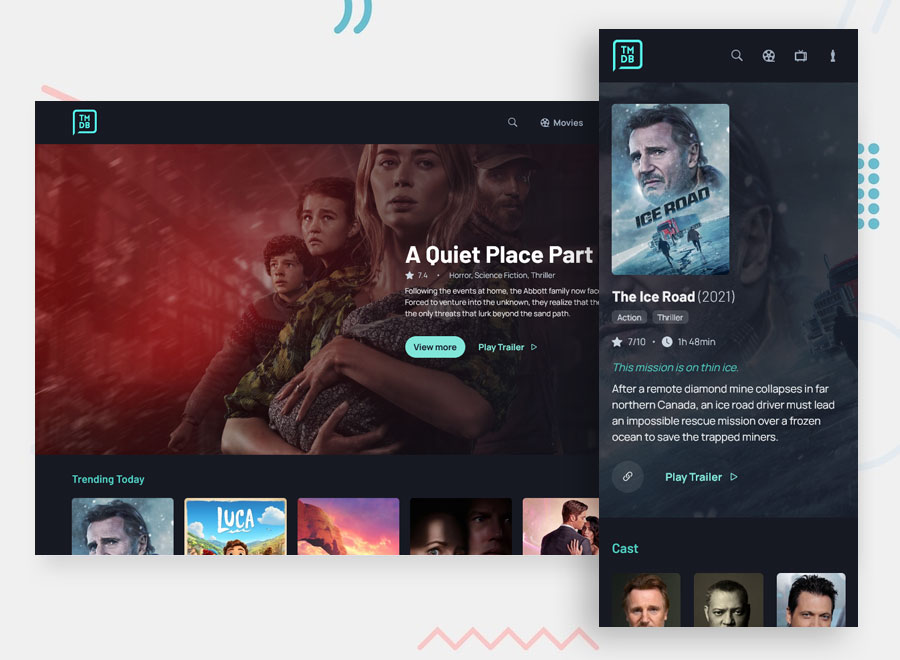 TM
DB
Movies
A Quiet Place Part
7.4 • Horror, Science Fiction, Thriller
Following the events at home, the Abbott family now fac
Forced to venture into the unknown, they realize that the
the only threats that lurk beyond the sand path.
View more
Play Trailer
Trending Today
LUCA
TM
DB
ICE ROAD
The Ice Road (2021)
Action
Thriller
7/10 • 1h 48min
This mission is on thin ice.
After a remote diamond mine collapses in far
northern Canada, an ice road driver must lead
an impossible rescue mission over a frozen
ocean to save the trapped miners.
Play Trailer
Cast